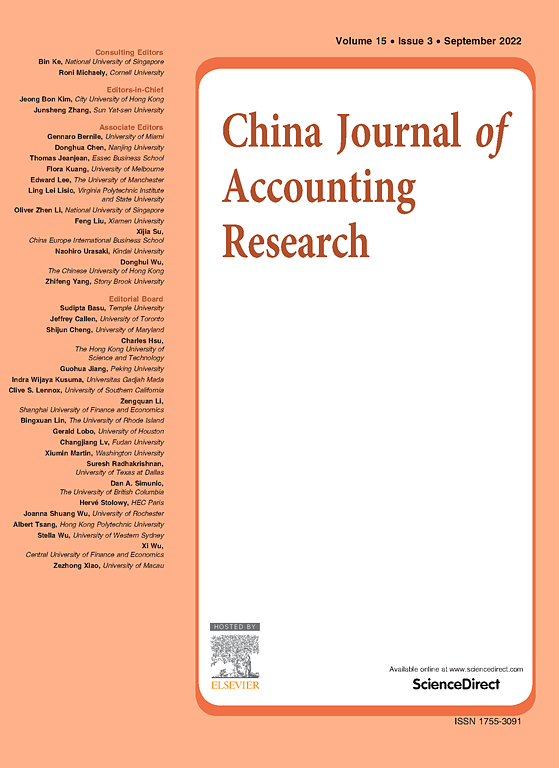 Volume 15 • Issue 3 • September 2022
Consulting Editors
Bin Ke, National University of Singapore
Roni Michaely, Cornell University
Editors-in-Chief
Jeong Bon Kim, City University of Hong Kong
Junsheng Zhang, Sun Yat-sen University
Associate Editors
Gennaro Bernile, University of Miami
Donghua Chen, Nanjing University
Thomas Jeanjean, Essec Business School
Flora Kuang, University of Melbourne
Edward Lee, The University of Manchester
Ling Lei Lisic, Virginia Polytechnic Institute
and State University
Oliver Zhen Li, National University of Singapore
Feng Liu, Xiamen University
Xijia Su,
China Europe International Business School
Naohiro Urasaki, Kindai University
Donghui Wu,
The Chinese University of Hong Kong
Zhifeng Yang, Stony Brook University
Editorial Board
Sudipta Basu, Temple University
Jeffrey Callen, University of Toronto
Shijun Cheng, University of Maryland
Charles Hsu,
The Hong Kong University of
Science and Technology
Guohua Jiang, Peking University
Indra Wijaya Kusuma, Universitas Gadjah Mada
Clive S. Lennox, University of Southern California
Zengquan Li,
Shanghai University of Finance and Economics
Bingxuan Lin, The University of Rhode Island
Gerald Lobo, University of Houston
Changjiang Lv, Fudan University
Xiumin Martin, Washington University
Suresh Radhakrishnan,
University of Texas at Dallas
Dan A. Simunic,
The University of British Columbia
Hervé Stolowy, HEC Paris
Joanna Shuang Wu, University of Rochester
Albert Tsang, Hong Kong Polytechnic University
Stella Wu, University of Western Sydney
Xi Wu,
Central University of Finance and Economics
Zezhong Xiao, University of Macau
China Journal of
Accounting
Research
HOSTED BY
ELSEVIER
Available online at www.sciencedirect.com
ScienceDirect
ISSN 1755-3091